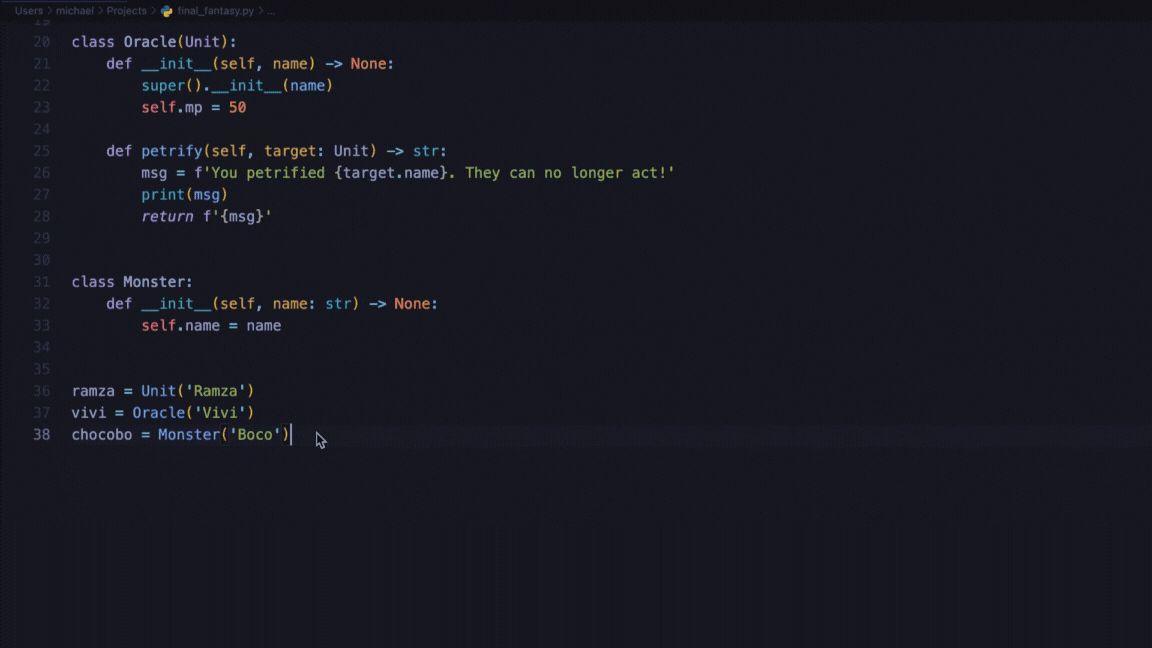 Users > michael > Projects > final_fantasy.py > ...
19
20 class Oracle(Unit):
21     def __init__(self, name) -> None:
22         super().__init__(name)
23         self.mp = 50
24
25     def petrify(self, target: Unit) -> str:
26         msg = f'You petrified {target.name}. They can no longer act!'
27         print(msg)
28         return f'{msg}'
29
30
31 class Monster:
32     def __init__(self, name: str) -> None:
33         self.name = name
34
35
36 ramza = Unit('Ramza')
37 vivi = Oracle('Vivi')
38 chocobo = Monster('Boco')